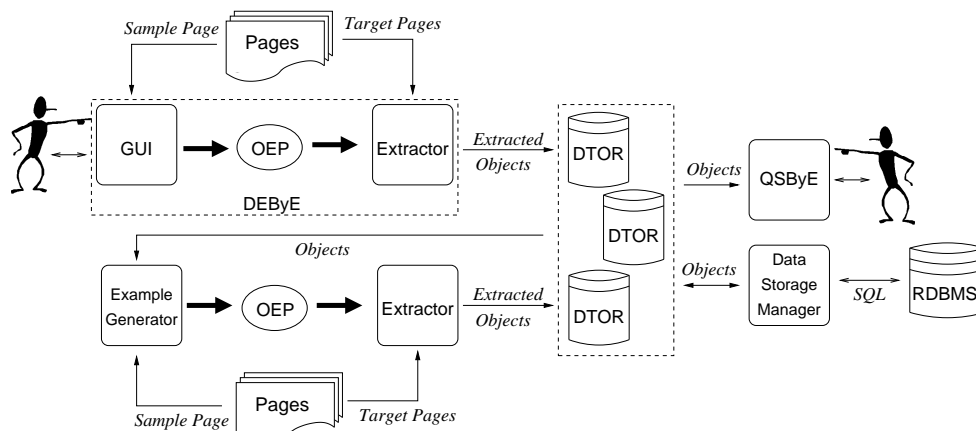 Sample Page
Target Pages
Pages
GUI
OEP
Extractor
DEByE
Extracted
Objects
DTOR
DTOR
DTOR
Objects
QSByE
Objects
Example
Generator
OEP
Extractor
Extracted
Objects
Objects
Data
Storage
Manager
SQL
RDBMS
Sample Page
Pages
Target Pages